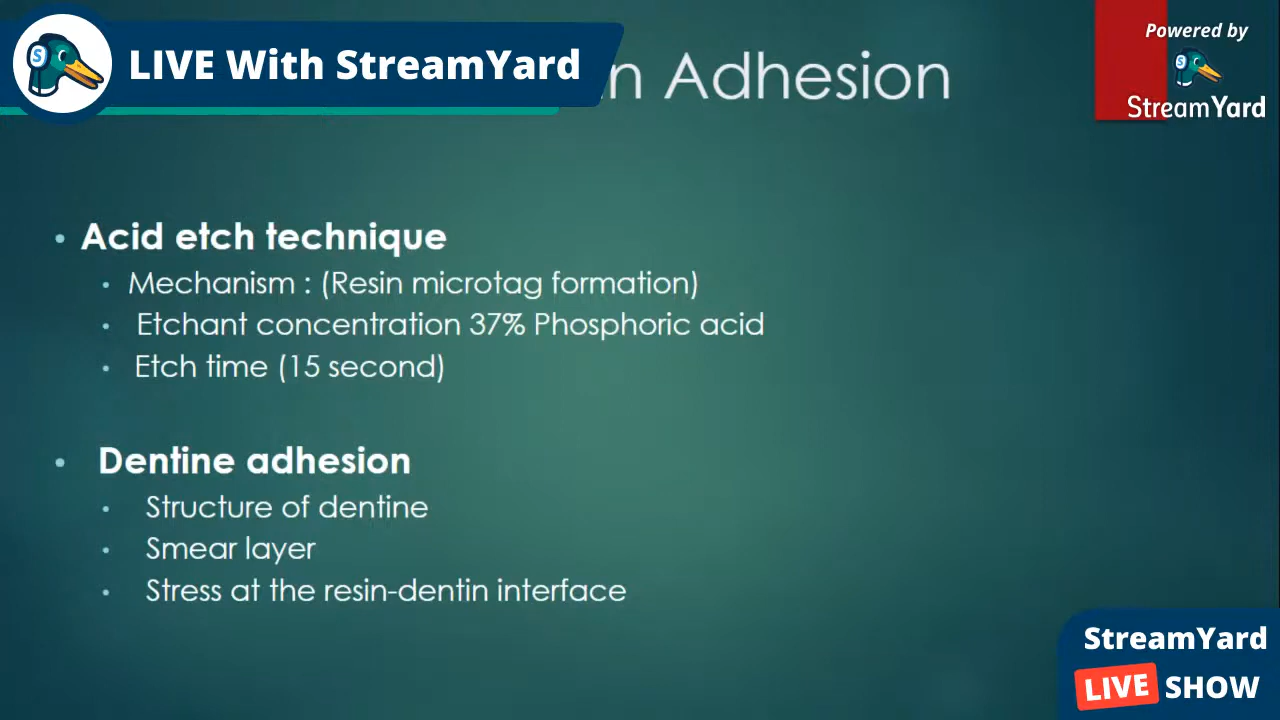 LIVE With StreamYard
n Adhesion
Powered by
StreamYard
• Acid etch technique
• Mechanism : (Resin microtag formation)
• Etchant concentration 37% Phosphoric acid
• Etch time (15 second)
• Dentine adhesion
• Structure of dentine
• Smear layer
• Stress at the resin-dentin interface
StreamYard
LIVE SHOW